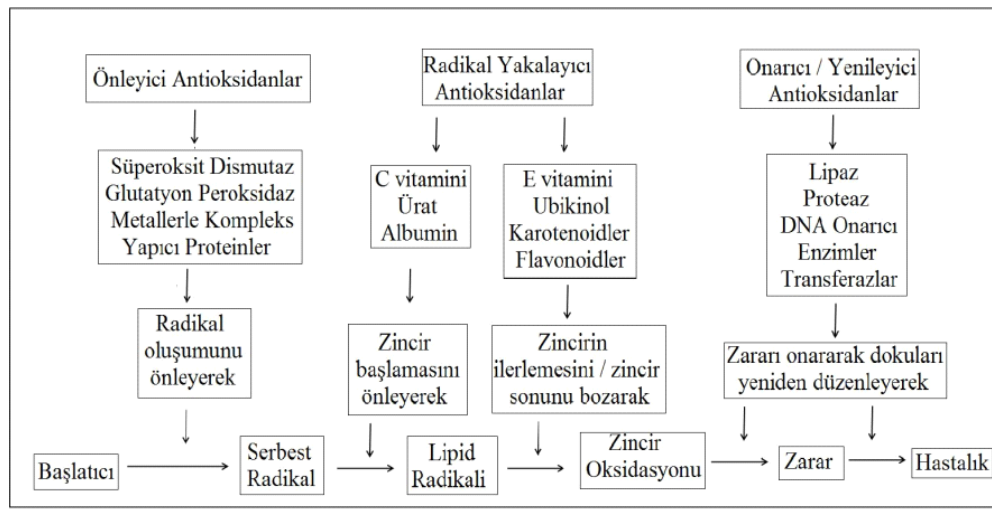 Önleyici Antioksidanlar
Radikal Yakalayıcı
Antioksidanlar
Onarıcı / Yenileyici
Antioksidanlar
Süperoksit Dismutaz
Glutatyon Peroksidaz
Metallerle Kompleks
Yapıcı Proteinler
C vitamini
Ürat
Albumin
E vitamini
Ubikinol
Karotenoidler
Flavonoidler
Lipaz
Proteaz
DNA Onarıcı
Enzimler
Transferazlar
Radikal
oluşumunu
önleyerek
Zincir
başlamasını
önleyerek
Zincirin
ilerlemesini / zincir
sonunu bozarak
Zararı onararak dokuları
yeniden düzenleyerek
Başlatıcı
Serbest
Radikal
Lipid
Radikali
Zincir
Oksidasyonu
Zarar
Hastalık